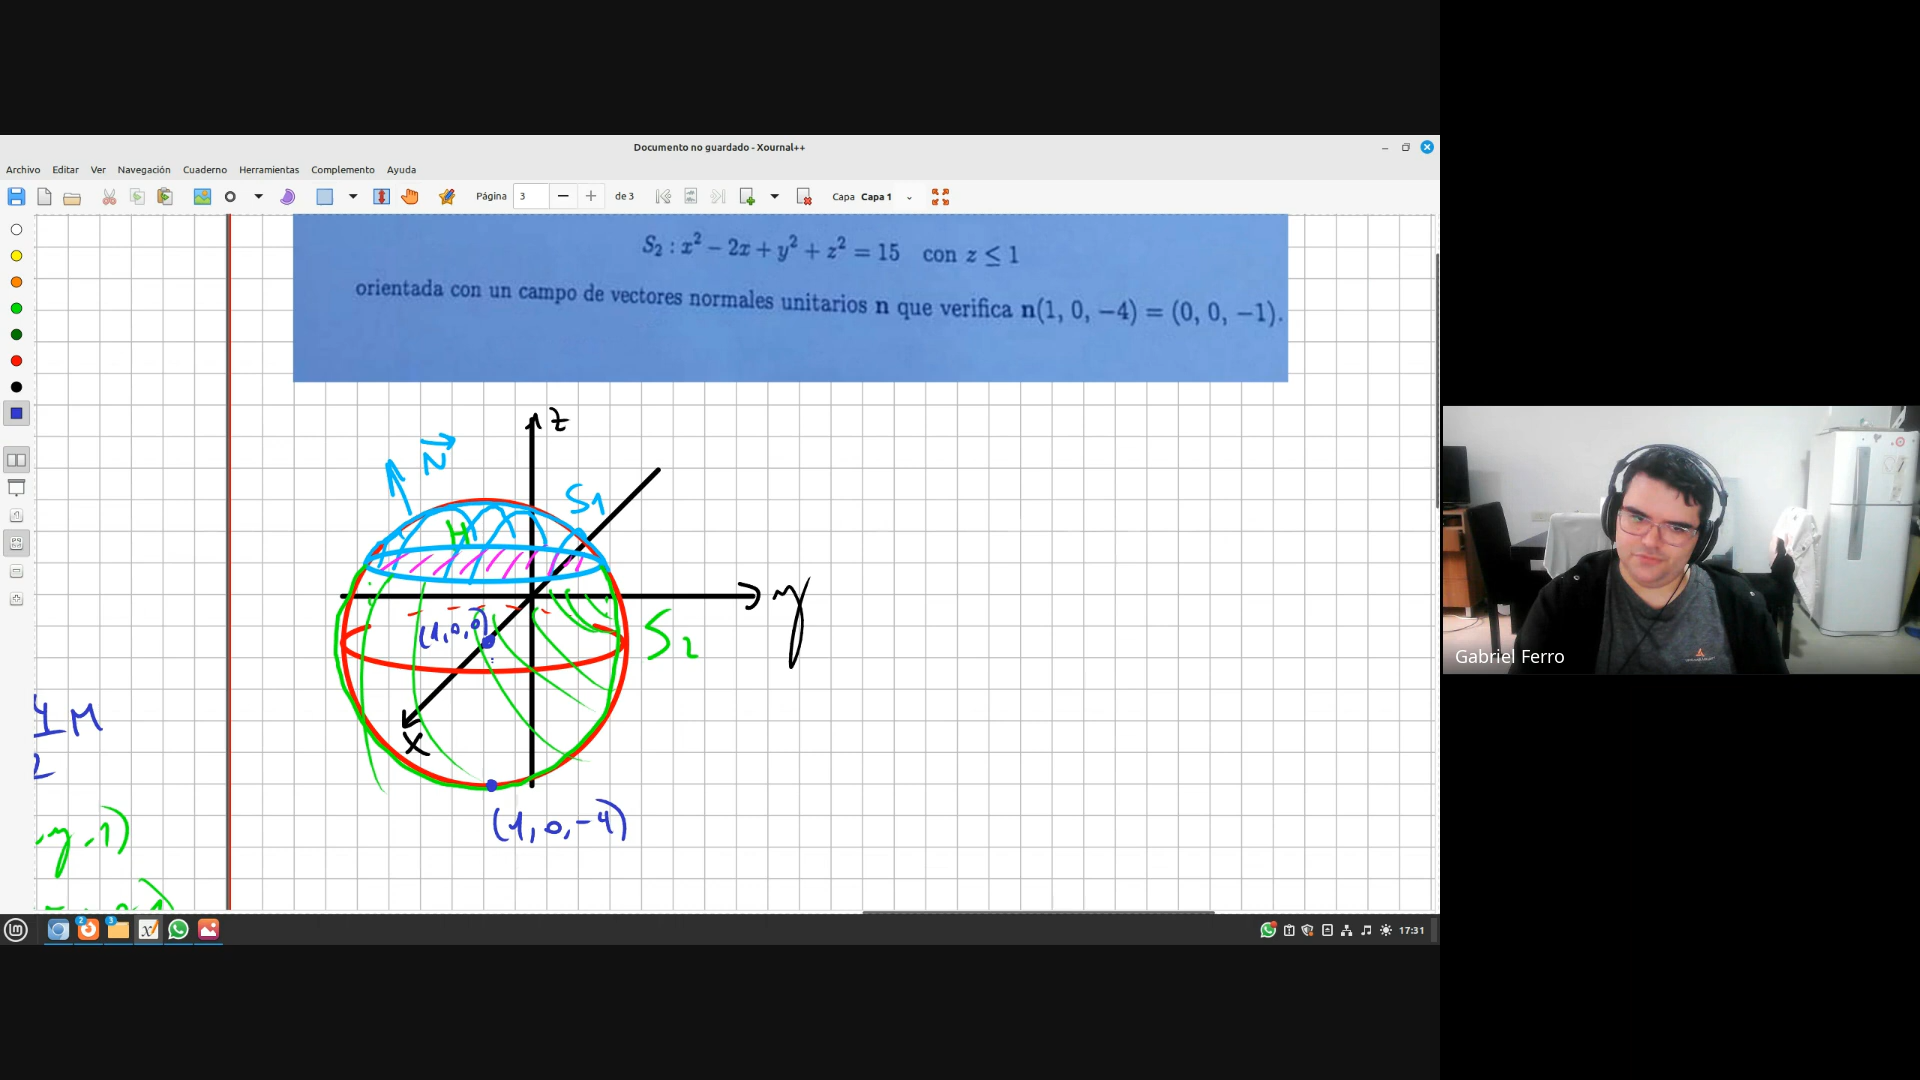 Documento no guardado - Xournal++
Archivo Editar Ver Navegación Cuaderno Herramientas Complemento Ayuda
Página 3 de 3 Capa Capa 1
S₂ : x² − 2x + y² + z² = 15 con z ≤ 1
orientada con un campo de vectores normales unitarios n que verifica n(1, 0, −4) = (0, 0, −1).
z
N
S1
H
y
(1,0,0)
S2
M
x
(1,0,-4)
Gabriel Ferro
17:31